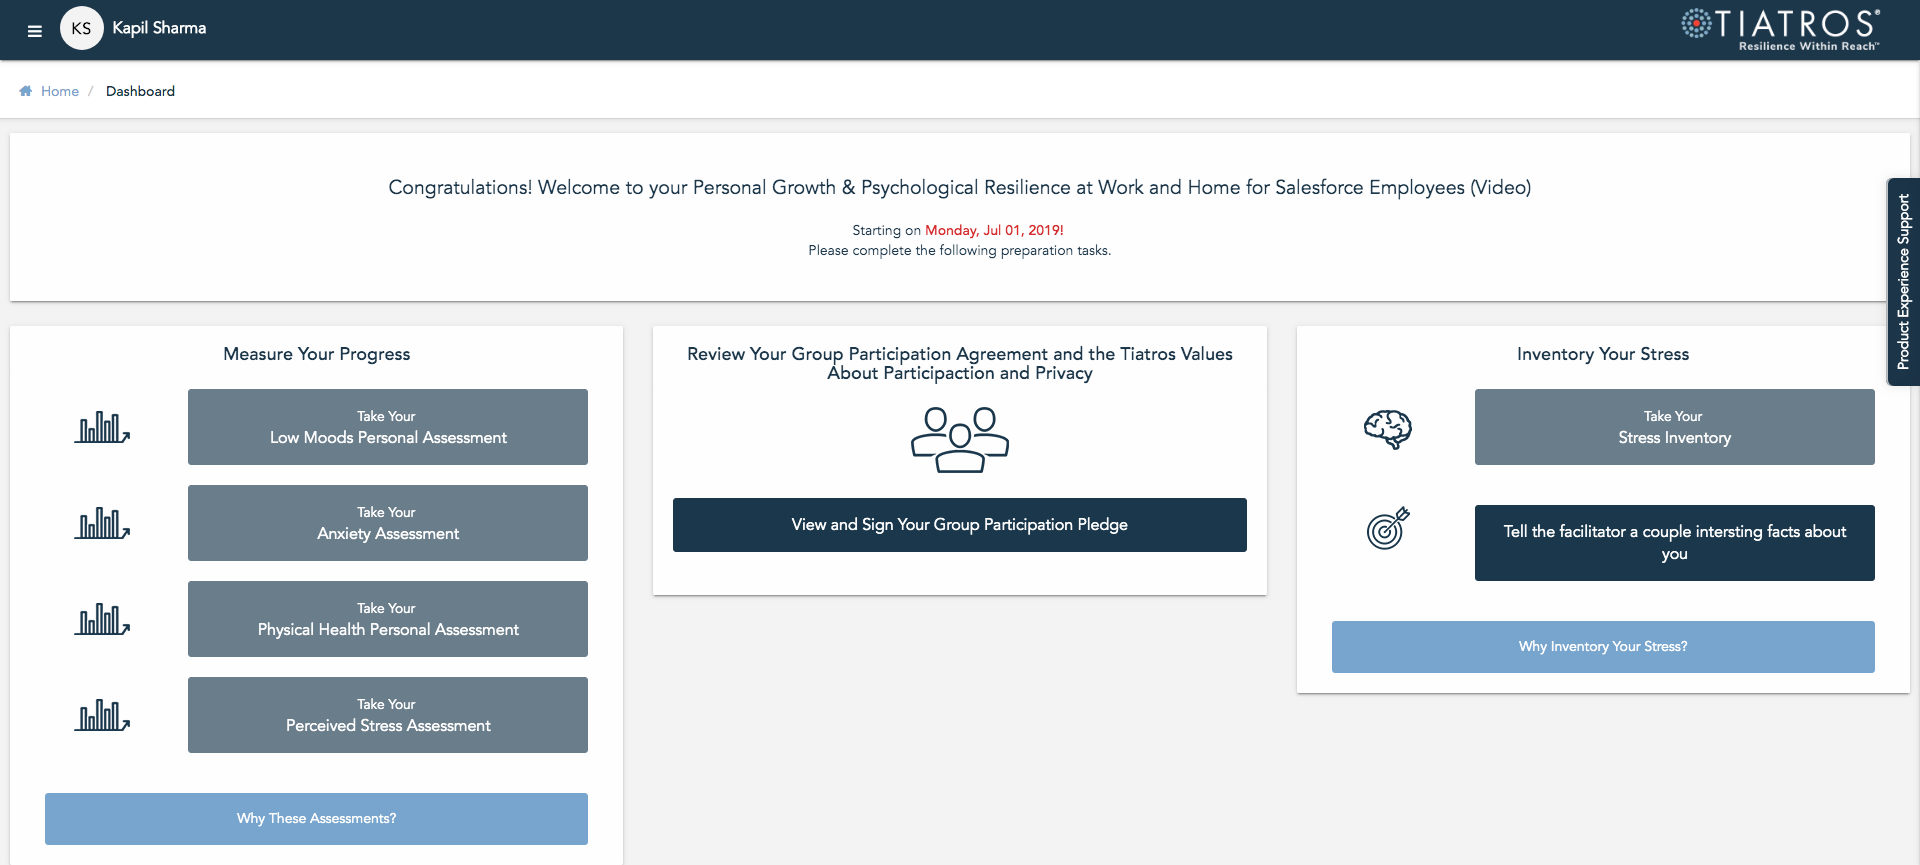 KS
Kapil Sharma
TIATROS®
Resilience Within Reach™
Home / Dashboard
Congratulations! Welcome to your Personal Growth & Psychological Resilience at Work and Home for Salesforce Employees (Video)
Starting on Monday, Jul 01, 2019!
Please complete the following preparation tasks.
Product Experience Support
Measure Your Progress
Take Your
Low Moods Personal Assessment
Take Your
Anxiety Assessment
Take Your
Physical Health Personal Assessment
Take Your
Perceived Stress Assessment
Why These Assessments?
Review Your Group Participation Agreement and the Tiatros Values
About Participaction and Privacy
View and Sign Your Group Participation Pledge
Inventory Your Stress
Take Your
Stress Inventory
Tell the facilitator a couple intersting facts about
you
Why Inventory Your Stress?